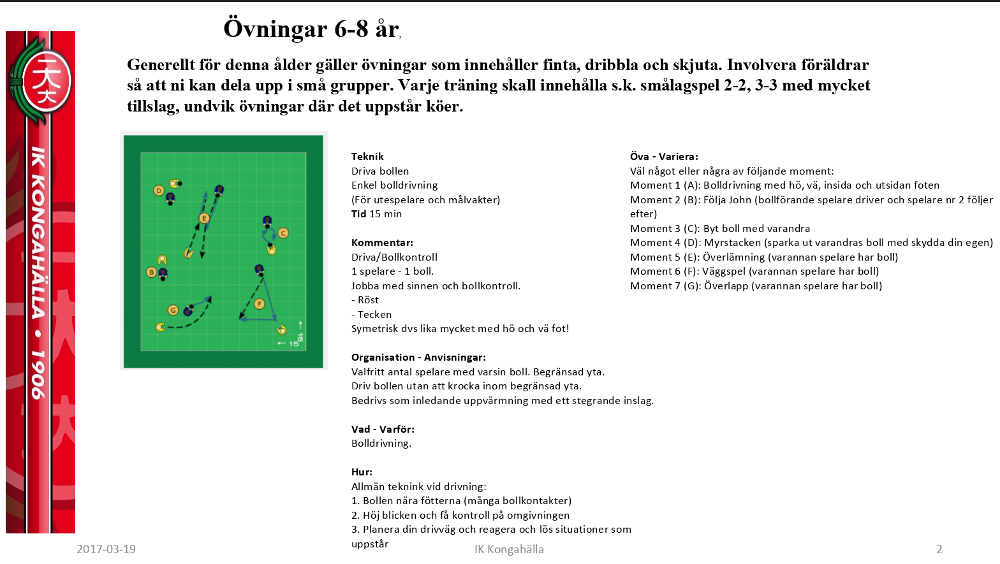 Övningar 6-8 år,
Generellt för denna ålder gäller övningar som innehåller finta, dribbla och skjuta. Involvera föräldrar
så att ni kan dela upp i små grupper. Varje träning skall innehålla s.k. smålagspel 2-2, 3-3 med mycket
tillslag, undvik övningar där det uppstår köer.
IK KONGAHÄLLA • 1906
D
E
C
B
G
F
15
15
Teknik
Driva bollen
Enkel bolldrivning
(För utespelare och målvakter)
Tid 15 min
Kommentar:
Driva/Bollkontroll
1 spelare - 1 boll.
Jobba med sinnen och bollkontroll.
- Röst
- Tecken
Symetrisk dvs lika mycket med hö och vä fot!
Organisation - Anvisningar:
Valfritt antal spelare med varsin boll. Begränsad yta.
Driv bollen utan att krocka inom begränsad yta.
Bedrivs som inledande uppvärmning med ett stegrande inslag.
Vad - Varför:
Bolldrivning.
Hur:
Allmän teknink vid drivning:
1. Bollen nära fötterna (många bollkontakter)
2. Höj blicken och få kontroll på omgivningen
3. Planera din drivväg och reagera och lös situationer som
uppstår
Öva - Variera:
Väl något eller några av följande moment:
Moment 1 (A): Bolldrivning med hö, vä, insida och utsidan foten
Moment 2 (B): Följa John (bollförande spelare driver och spelare nr 2 följer
efter)
Moment 3 (C): Byt boll med varandra
Moment 4 (D): Myrstacken (sparka ut varandras boll med skydda din egen)
Moment 5 (E): Överlämning (varannan spelare har boll)
Moment 6 (F): Väggspel (varannan spelare har boll)
Moment 7 (G): Överlapp (varannan spelare har boll)
2017-03-19
IK Kongahälla
2